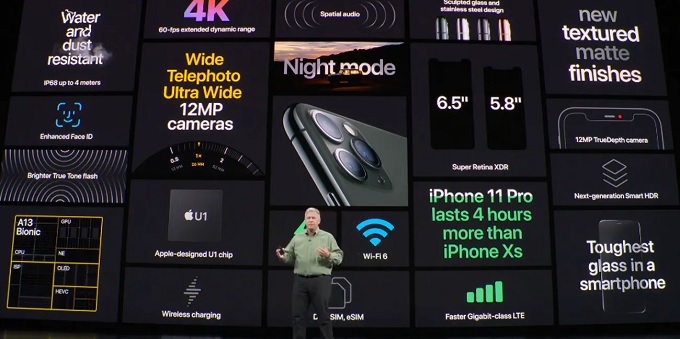 Water
and
dust
resistant
IP68 up to 4 meters
Enhanced Face ID
Brighter True Tone flash
A13
Bionic
GPU
CPU
NE
ISP
OLED
HEVC
4K
60-fps extended dynamic range
Wide
Telephoto
Ultra Wide
12MP
cameras
0.5
1×
2
U1
Apple-designed U1 chip
Wireless charging
Spatial audio
Night mode
Wi-Fi 6
SIM, eSIM
Sculpted glass and
stainless steel design
6.5"
5.8"
Super Retina XDR
iPhone 11 Pro
lasts 4 hours
more than
iPhone Xs
Faster Gigabit-class LTE
new
textured
matte
finishes
12MP TrueDepth camera
Next-generation Smart HDR
Toughest
glass in a
smartphone